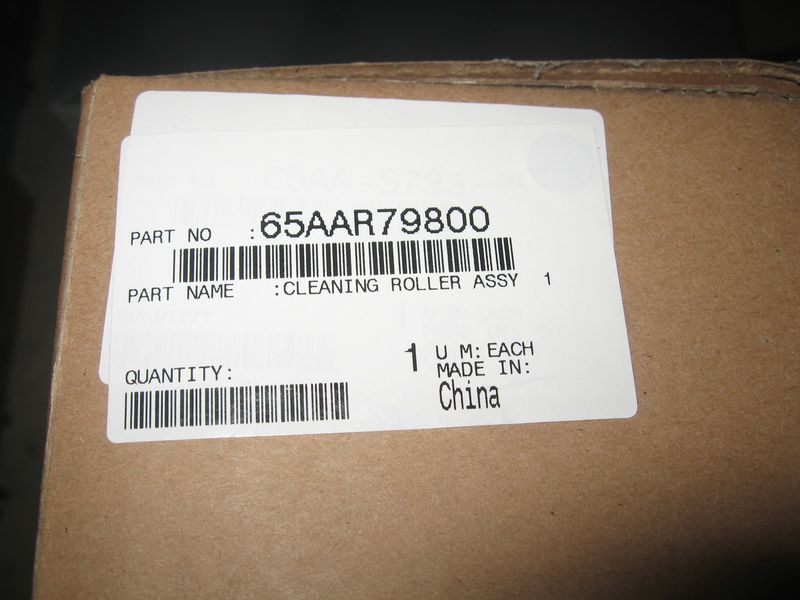 PART NO :65AAR79800
PART NAME :CLEANING ROLLER ASSY 1
QUANTITY: 1 U M:EACH
MADE IN:
China